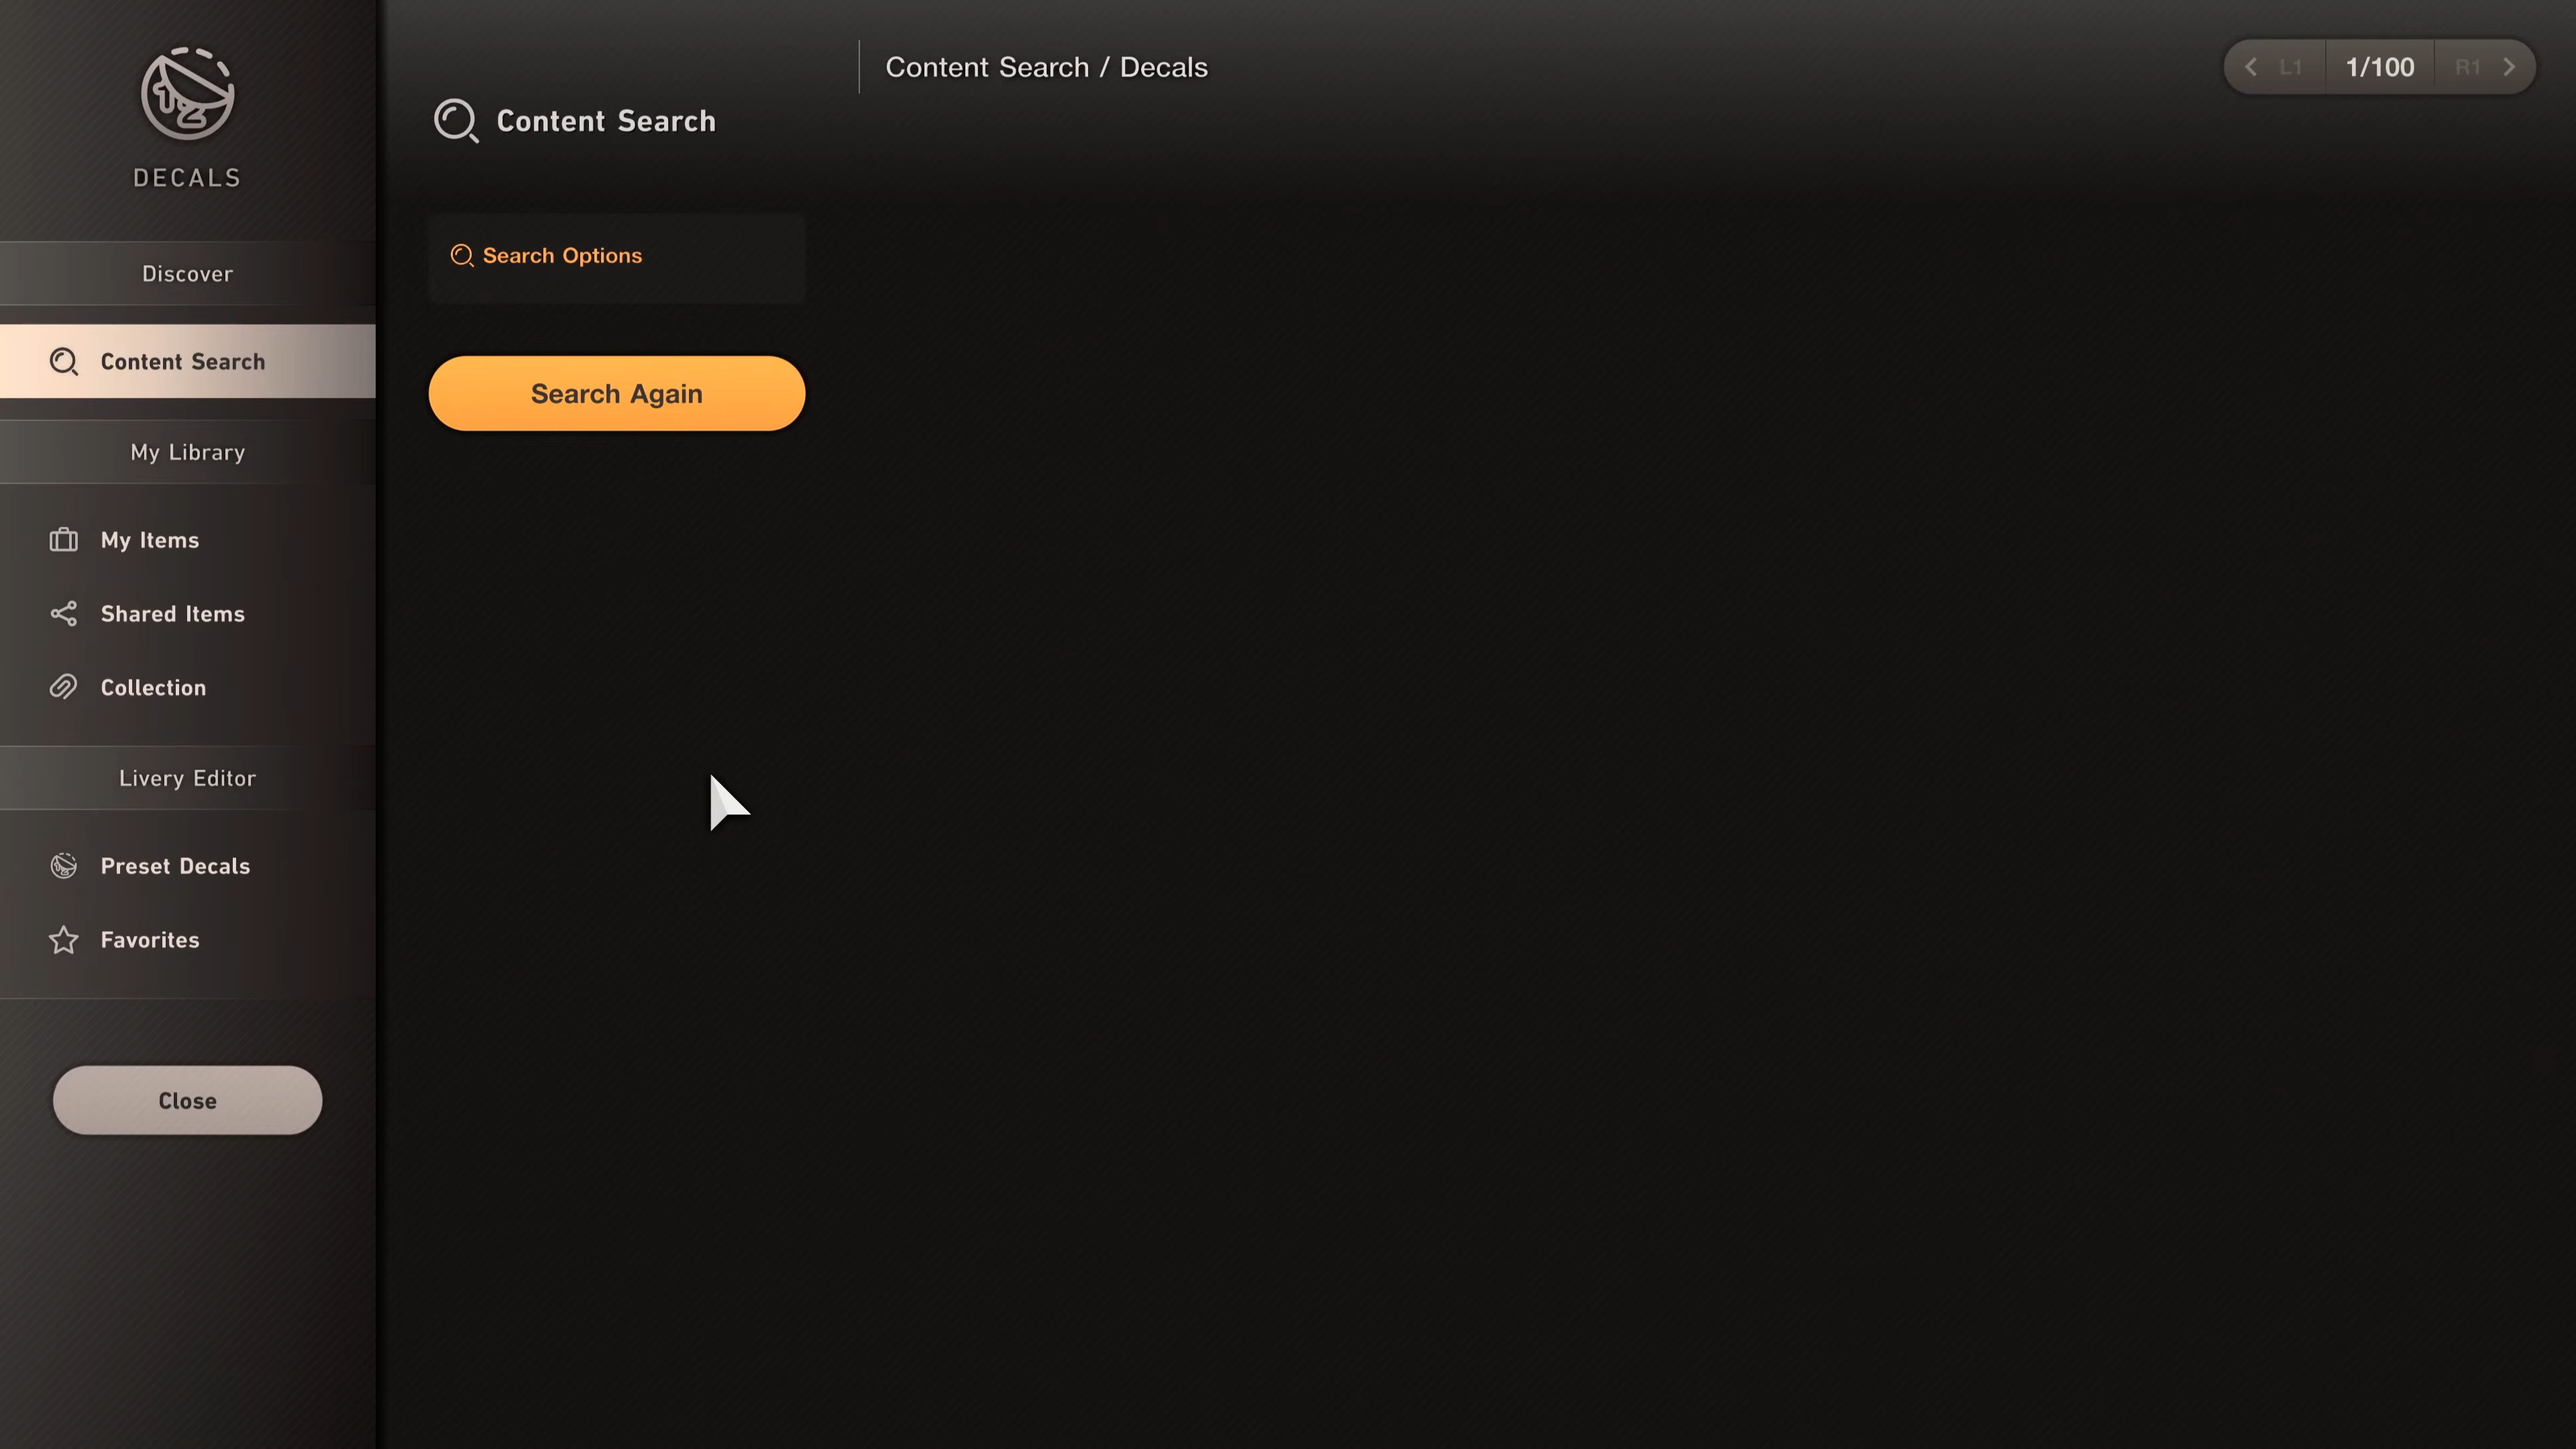 DECALS
Discover
Content Search
My Library
My Items
Shared Items
Collection
Livery Editor
Preset Decals
Favorites
Close
Content Search
Search Options
Search Again
Content Search / Decals
L1 1/100 R1